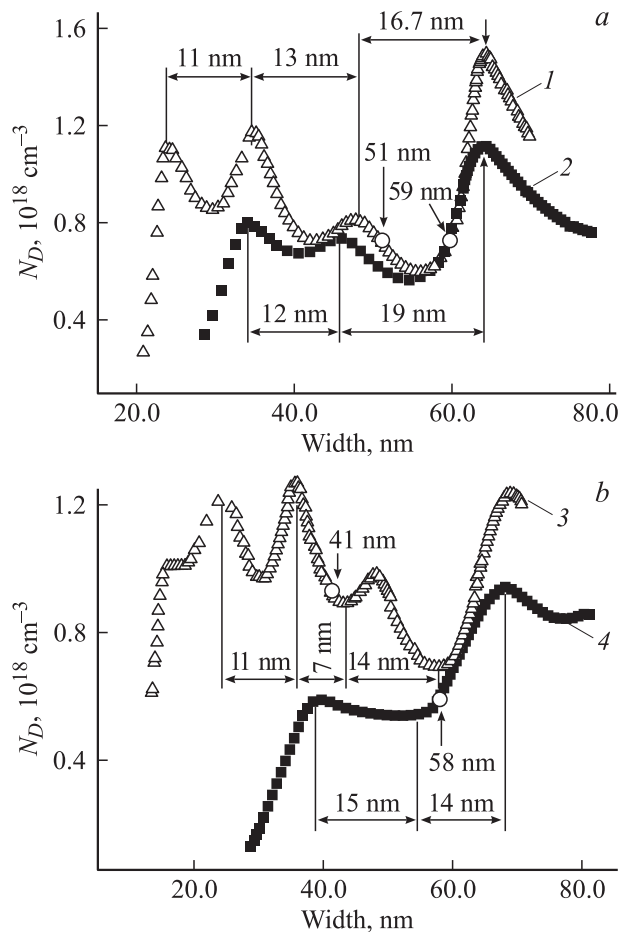 a
16.7 nm
1.6
11 nm
13 nm
1
1.2
51 nm
2
59 nm
0.8
N_D, 10^18 cm^−3
12 nm
19 nm
0.4
20.0 40.0 60.0 80.0
Width, nm
b
1.2
3
41 nm
N_D, 10^18 cm^−3
0.8
11 nm
7 nm
14 nm
4
0.4
58 nm
15 nm
14 nm
20.0 40.0 60.0 80.0
Width, nm